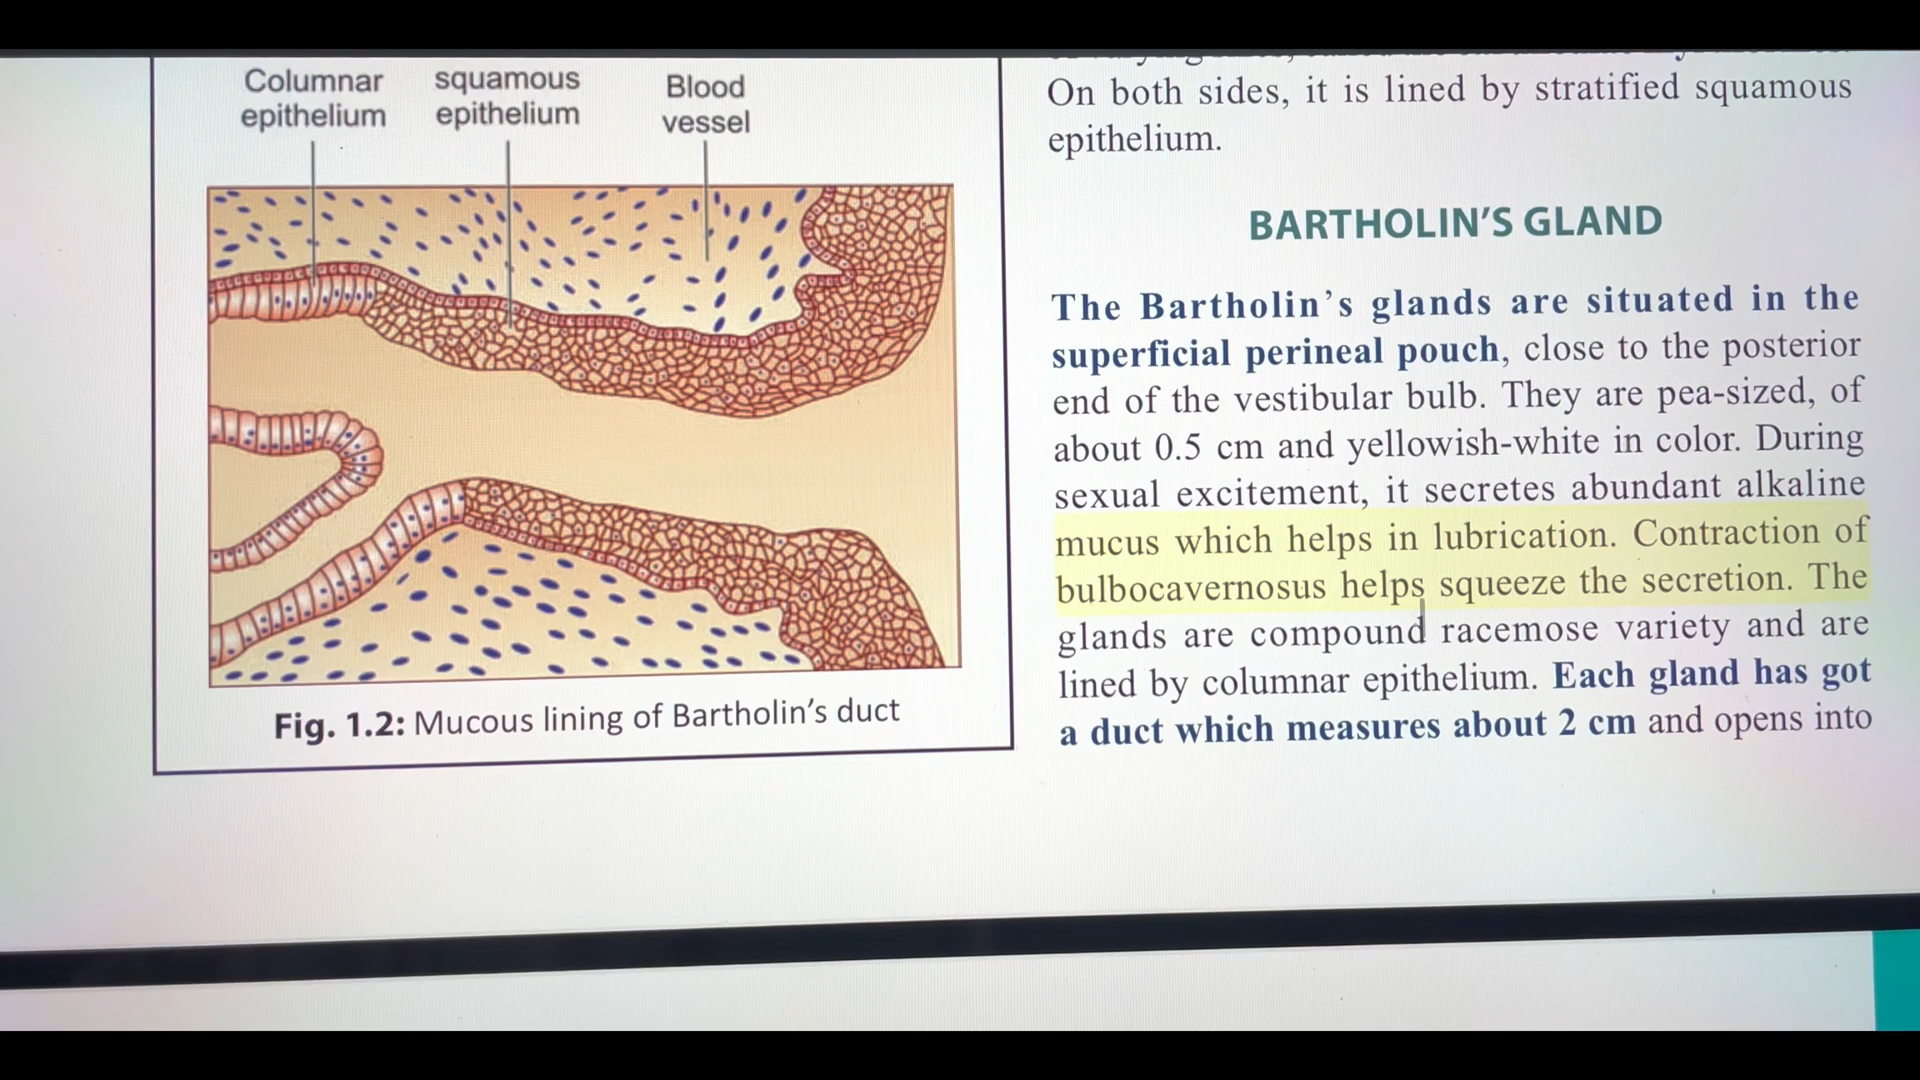 Columnar
epithelium
squamous
epithelium
Blood
vessel
Fig. 1.2: Mucous lining of Bartholin's duct
On both sides, it is lined by stratified squamous
epithelium.
BARTHOLIN'S GLAND
The Bartholin's glands are situated in the
superficial perineal pouch, close to the posterior
end of the vestibular bulb. They are pea-sized, of
about 0.5 cm and yellowish-white in color. During
sexual excitement, it secretes abundant alkaline
mucus which helps in lubrication. Contraction of
bulbocavernosus helps squeeze the secretion. The
glands are compound racemose variety and are
lined by columnar epithelium. Each gland has got
a duct which measures about 2 cm and opens into